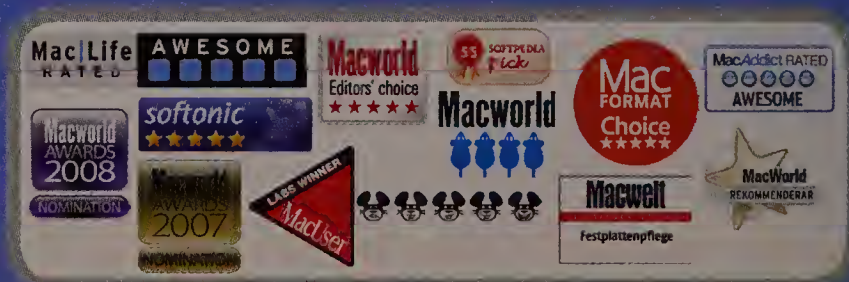 Mac|Life
RATED
AWESOME
Macworld
Editors' choice
SOFTPEDIA
Pick
Mac
FORMAT
Choice
MacAddict RATED
AWESOME
Macworld
AWARDS
2008
NOMINATION
softonic
Macworld
Macworld
AWARDS
2007
NOMINATION
LABS WINNER
MacUser
Macwelt
Festplattenpflege
MacWorld
REKOMMENDERAR